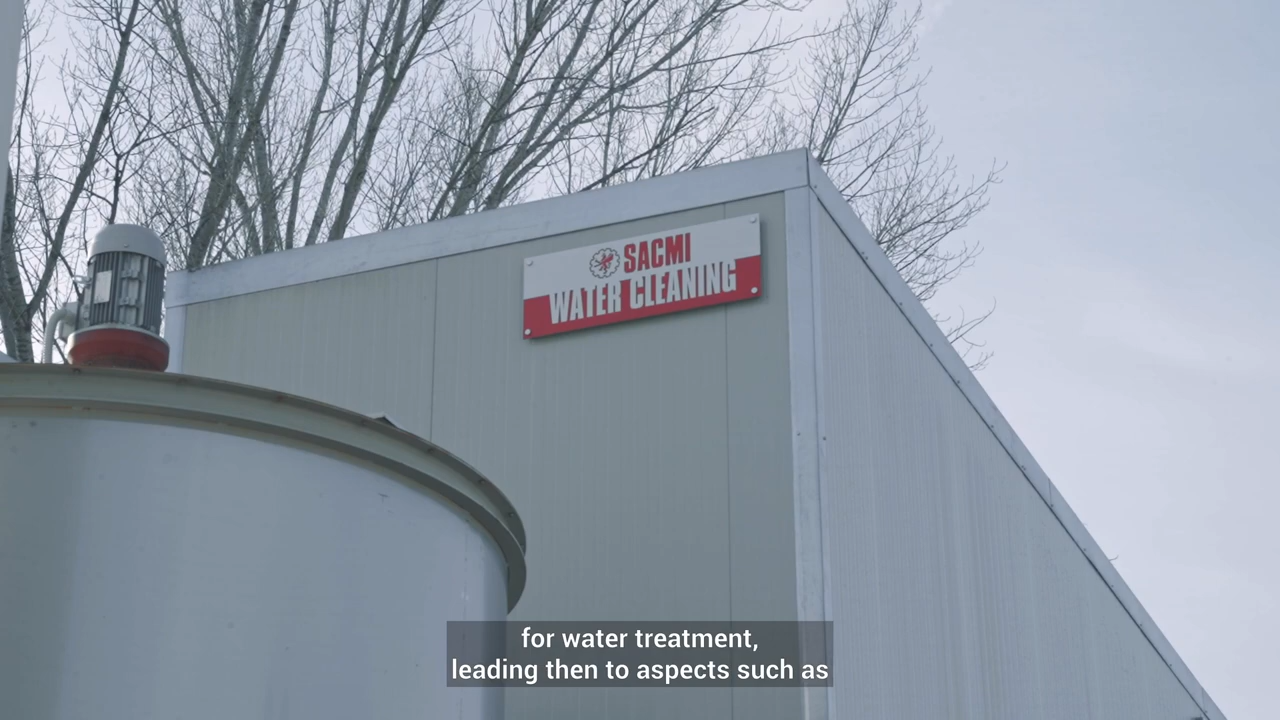 SACMI
WATER CLEANING
for water treatment,
leading then to aspects such as